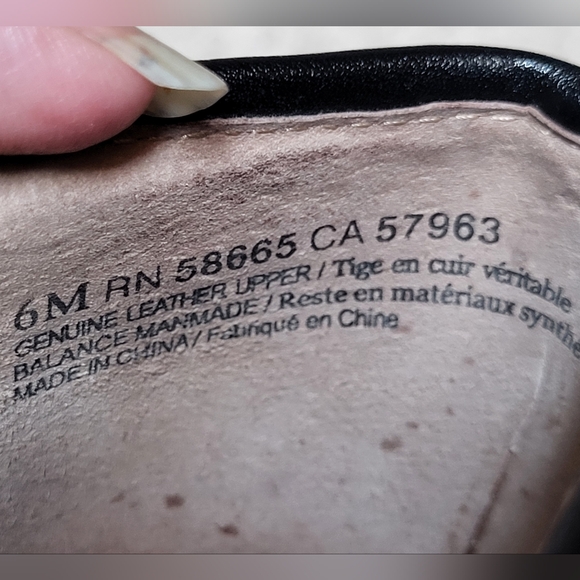 6M RN 58665 CA 57963
GENUINE LEATHER UPPER / Tige en cuir véritable
BALANCE MANMADE / Reste en matériaux synthé
MADE IN CHINA / Fabriqué en Chine